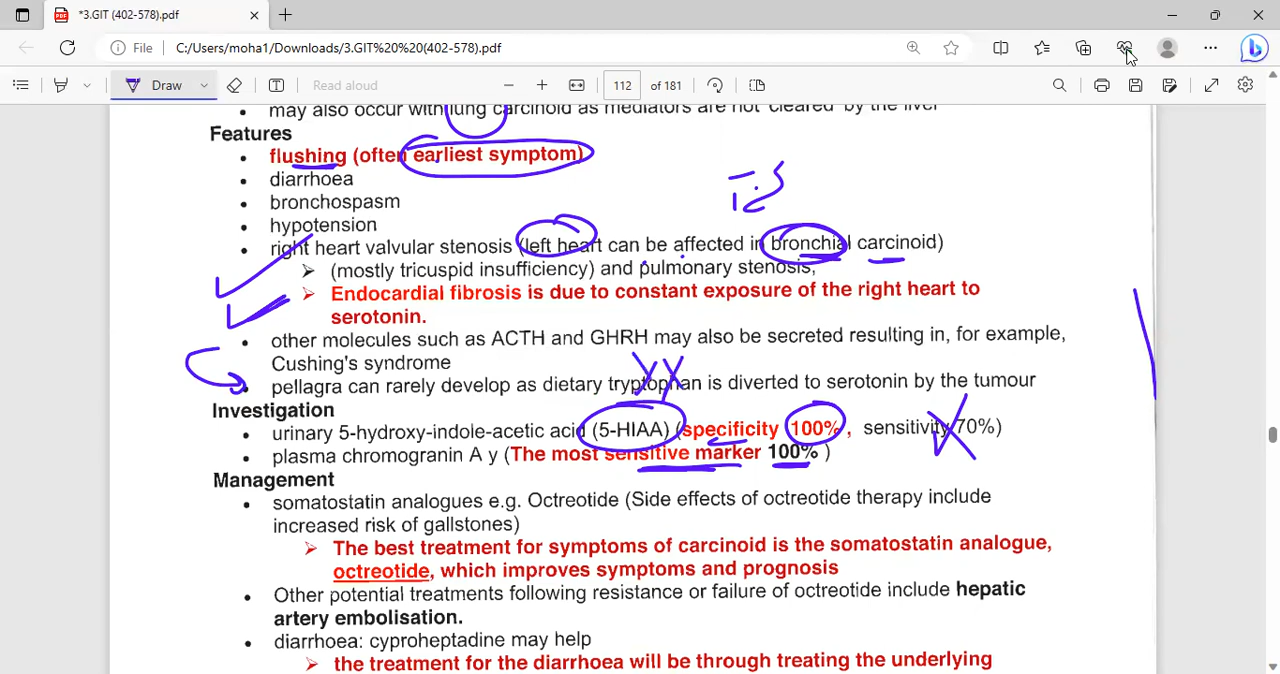 *3.GIT (402-578).pdf
File C:/Users/moha1/Downloads/3.GIT%20%20(402-578).pdf
Draw Read aloud 112 of 181
may also occur with lung carcinoid as mediators are not cleared by the liver
Features
• flushing (often earliest symptom)
• diarrhoea
• bronchospasm
• hypotension
• right heart valvular stenosis (left heart can be affected in bronchial carcinoid)
➢ (mostly tricuspid insufficiency) and pulmonary stenosis,
➢ Endocardial fibrosis is due to constant exposure of the right heart to
serotonin.
• other molecules such as ACTH and GHRH may also be secreted resulting in, for example,
Cushing's syndrome
• pellagra can rarely develop as dietary tryptophan is diverted to serotonin by the tumour
Investigation
• urinary 5-hydroxy-indole-acetic acid (5-HIAA) (specificity 100% , sensitivity 70%)
• plasma chromogranin A y (The most sensitive marker 100% )
Management
• somatostatin analogues e.g. Octreotide (Side effects of octreotide therapy include
increased risk of gallstones)
➢ The best treatment for symptoms of carcinoid is the somatostatin analogue,
octreotide, which improves symptoms and prognosis
• Other potential treatments following resistance or failure of octreotide include hepatic
artery embolisation.
• diarrhoea: cyproheptadine may help
➢ the treatment for the diarrhoea will be through treating the underlying